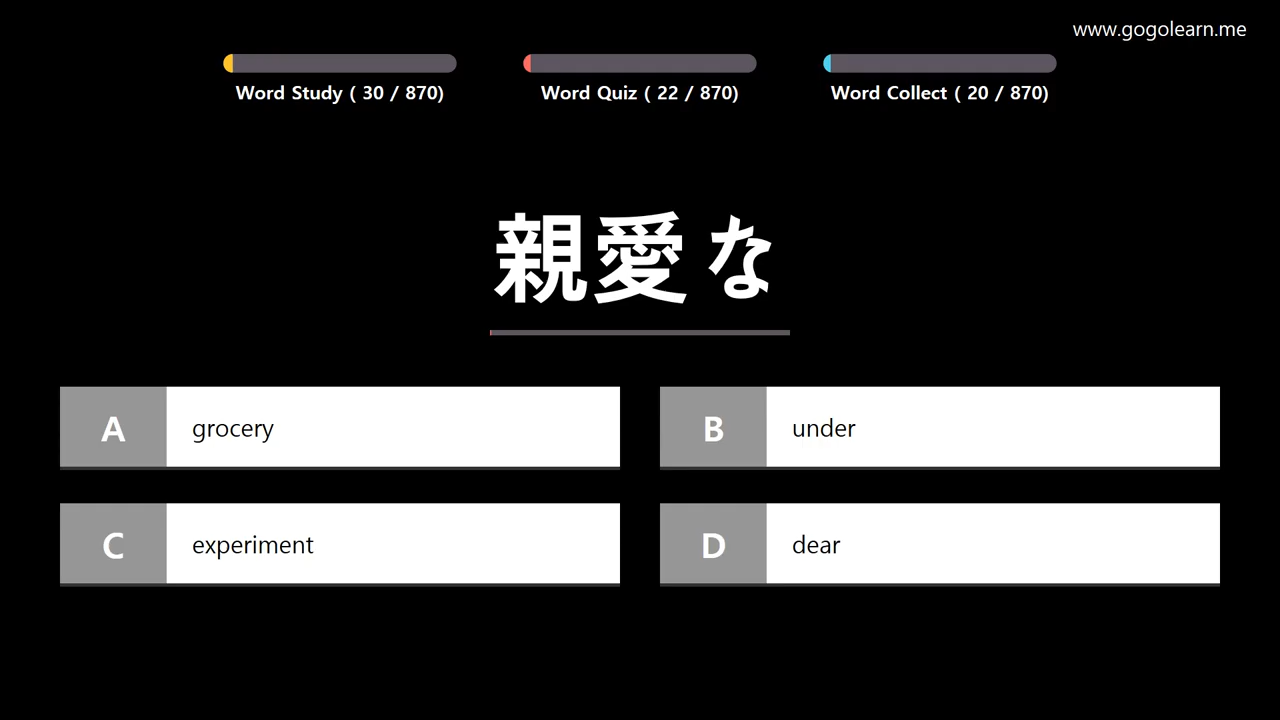 www.gogolearn.me
Word Study ( 30 / 870)
Word Quiz ( 22 / 870)
Word Collect ( 20 / 870)
親愛な
A grocery
B under
C experiment
D dear